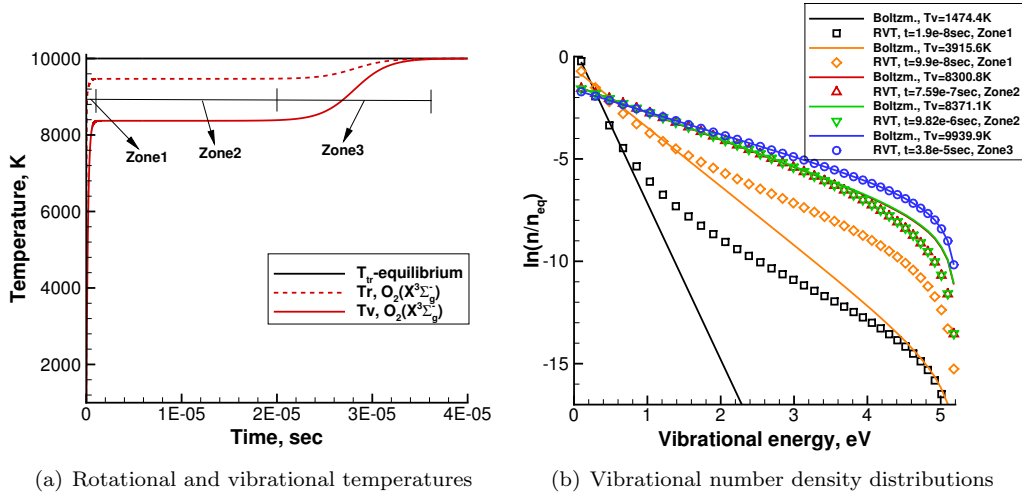 10000
8000
6000
4000
2000
Temperature, K
Zone1
Zone2
Zone3
T_tr-equilibrium
Tr, O_2(X^3Σ_g^-)
Tv, O_2(X^3Σ_g^-)
0
1E-05
2E-05
3E-05
4E-05
Time, sec
(a) Rotational and vibrational temperatures
Boltzm., Tv=1474.4K
RVT, t=1.9e-8sec, Zone1
Boltzm., Tv=3915.6K
RVT, t=9.9e-8sec, Zone1
Boltzm., Tv=8300.8K
RVT, t=7.59e-7sec, Zone2
Boltzm., Tv=8371.1K
RVT, t=9.82e-6sec, Zone2
Boltzm., Tv=9939.9K
RVT, t=3.8e-5sec, Zone3
0
-5
-10
-15
ln(n/n_eq)
0
1
2
3
4
5
Vibrational energy, eV
(b) Vibrational number density distributions